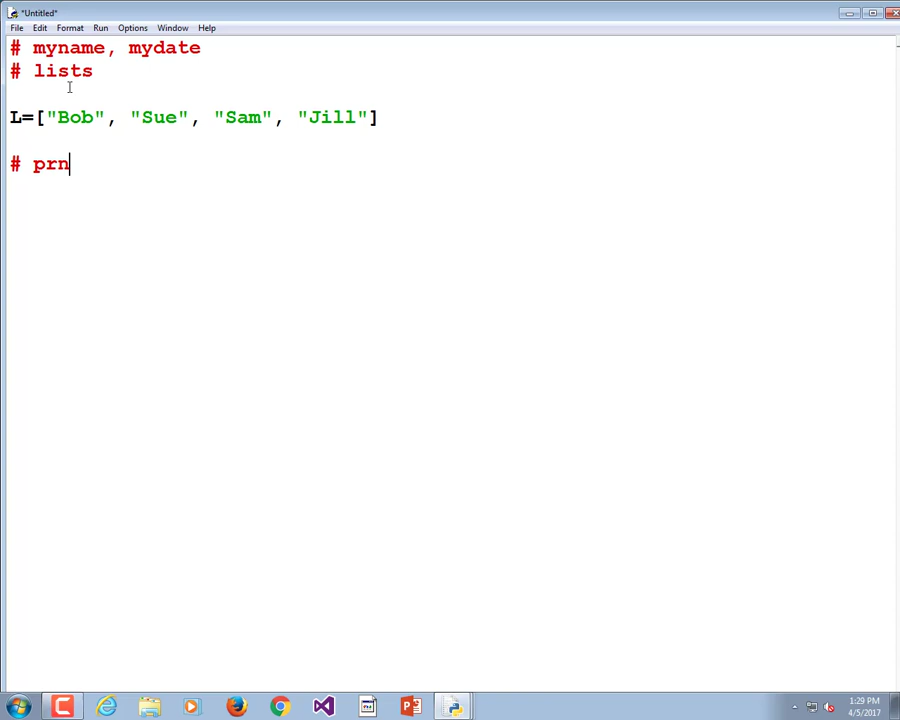 *Untitled*
File Edit Format Run Options Window Help
# myname, mydate
# lists
L=["Bob", "Sue", "Sam", "Jill"]
# prn
1:29 PM
4/5/2017